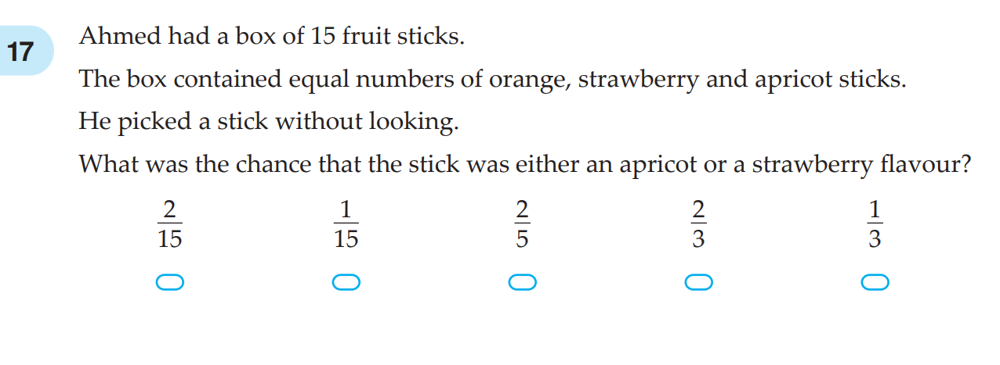 17
Ahmed had a box of 15 fruit sticks.
The box contained equal numbers of orange, strawberry and apricot sticks.
He picked a stick without looking.
What was the chance that the stick was either an apricot or a strawberry flavour?
2/15 1/15 2/5 2/3 1/3